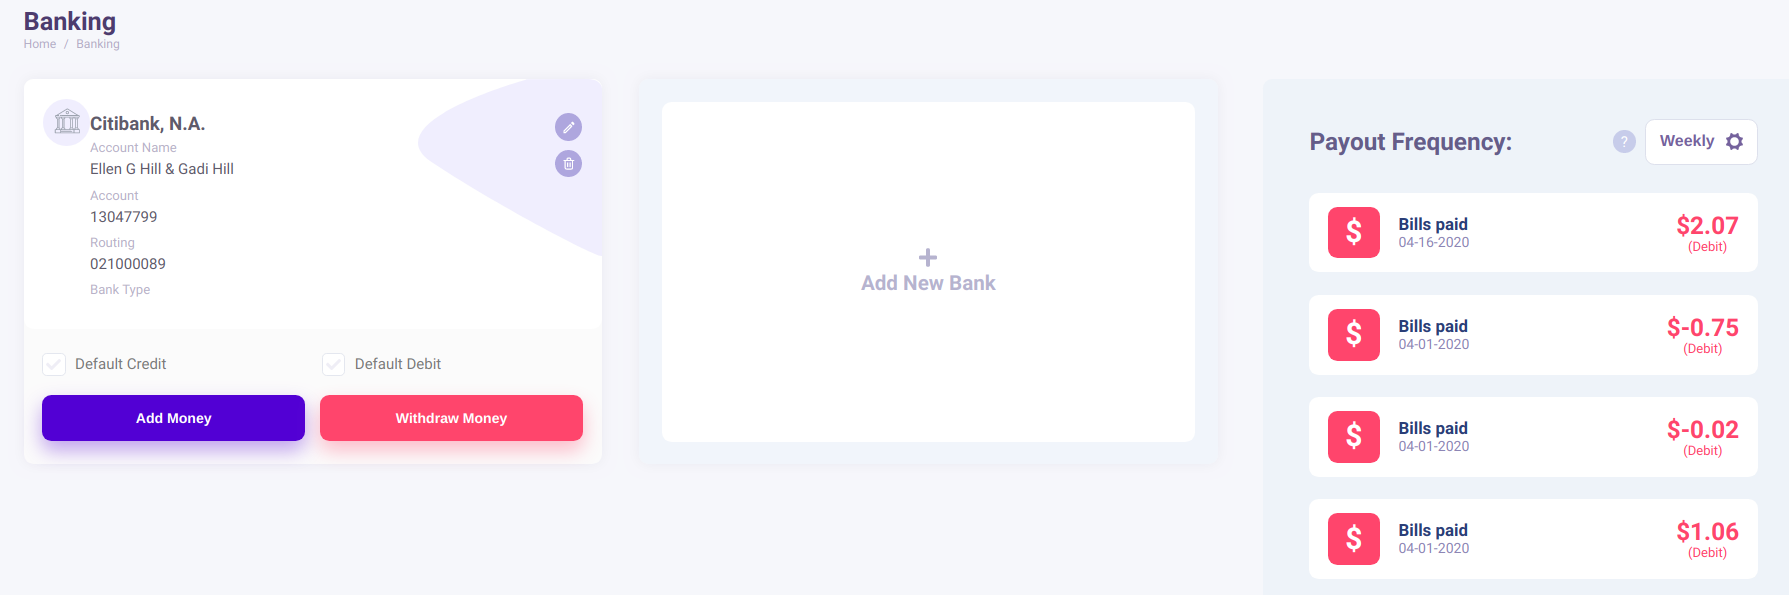 Banking
Home / Banking
Citibank, N.A.
Account Name
Ellen G Hill & Gadi Hill
Account
13047799
Routing
021000089
Bank Type
Default Credit
Default Debit
Add Money
Withdraw Money
Add New Bank
Payout Frequency:
?
Weekly
$
Bills paid
04-16-2020
$2.07
(Debit)
$
Bills paid
04-01-2020
$-0.75
(Debit)
$
Bills paid
04-01-2020
$-0.02
(Debit)
$
Bills paid
04-01-2020
$1.06
(Debit)